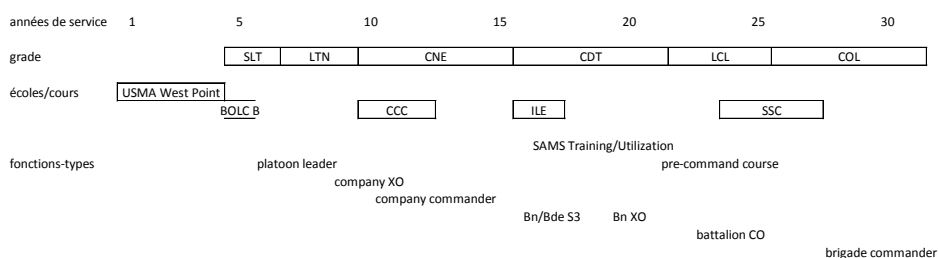 années de service 1 5 10 15 20 25 30
grade SLT LTN CNE CDT LCL COL
écoles/cours USMA West Point
BOLC B CCC ILE SSC
SAMS Training/Utilization
fonctions-types platoon leader pre-command course
company XO
company commander
Bn/Bde S3 Bn XO
battalion CO
brigade commander